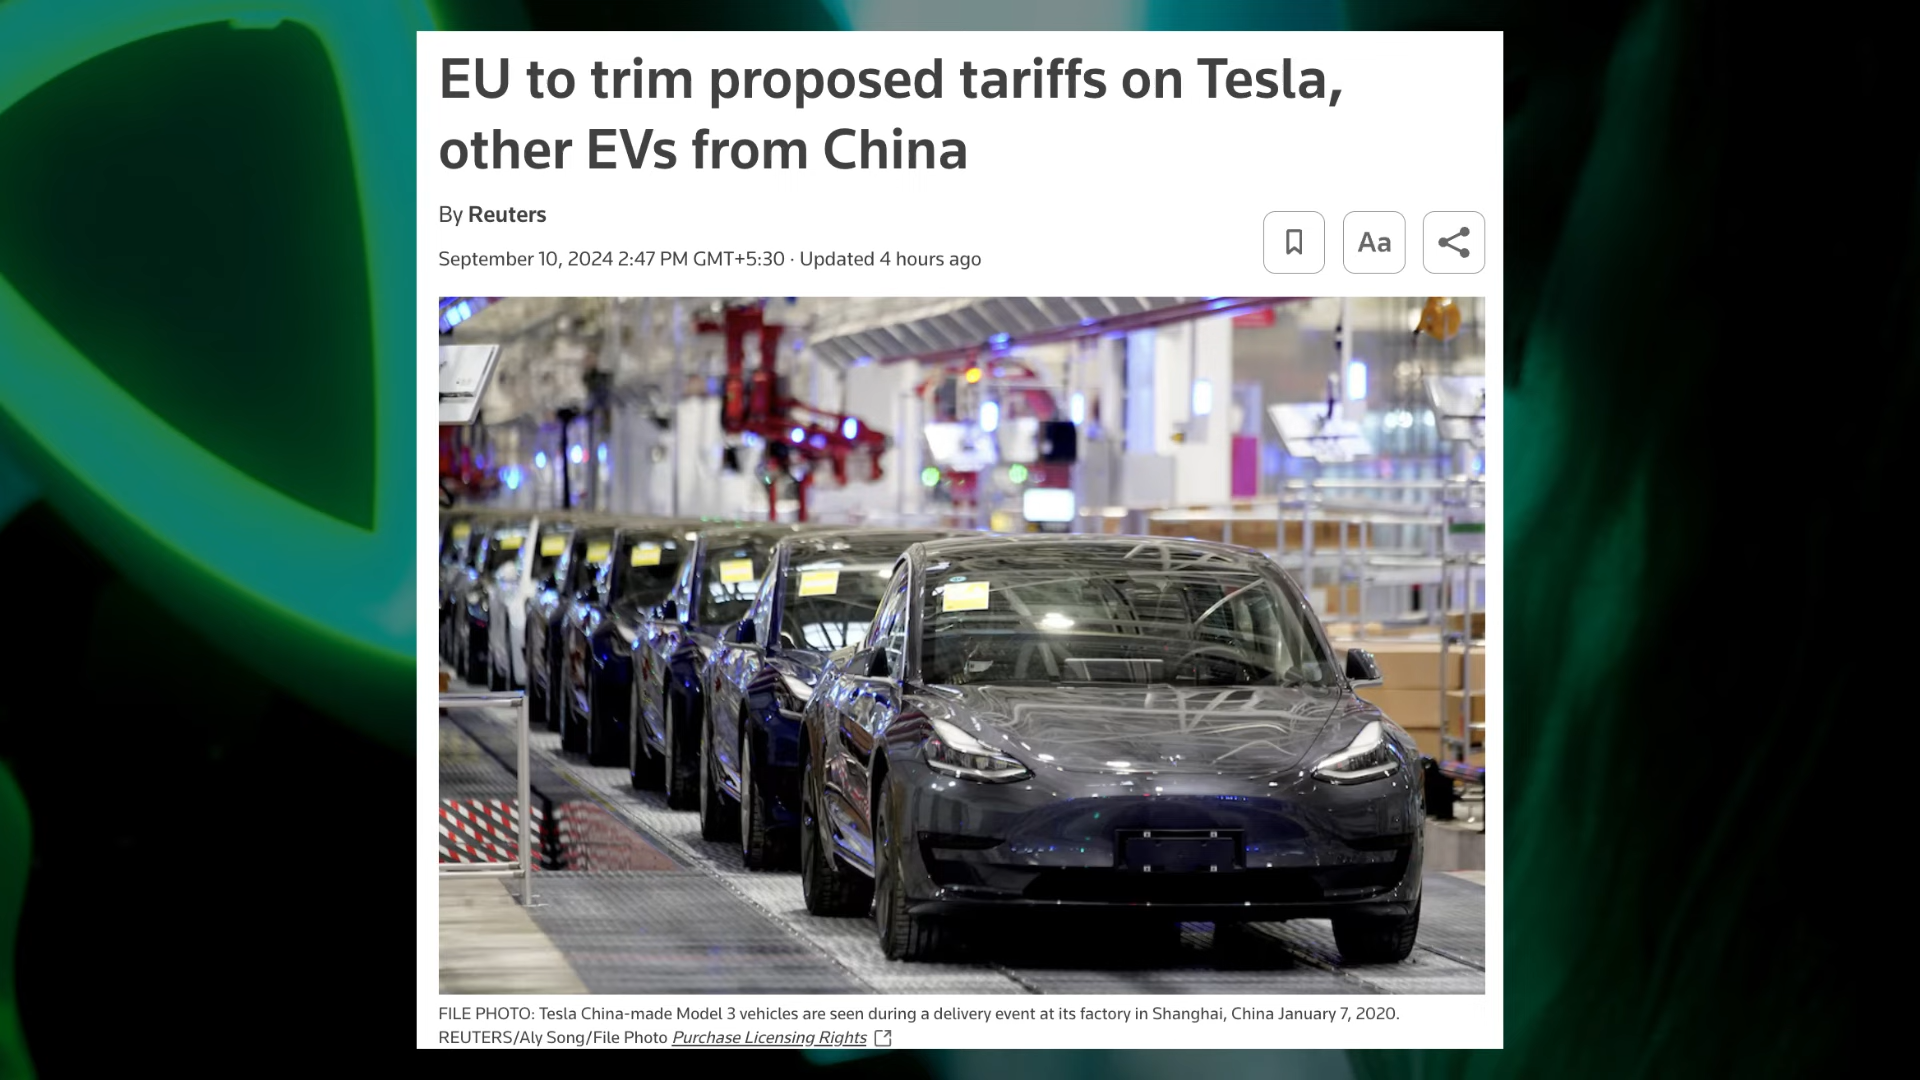 EU to trim proposed tariffs on Tesla,
other EVs from China
By Reuters
September 10, 2024 2:47 PM GMT+5:30 · Updated 4 hours ago
Aa
FILE PHOTO: Tesla China-made Model 3 vehicles are seen during a delivery event at its factory in Shanghai, China January 7, 2020.
REUTERS/Aly Song/File Photo Purchase Licensing Rights